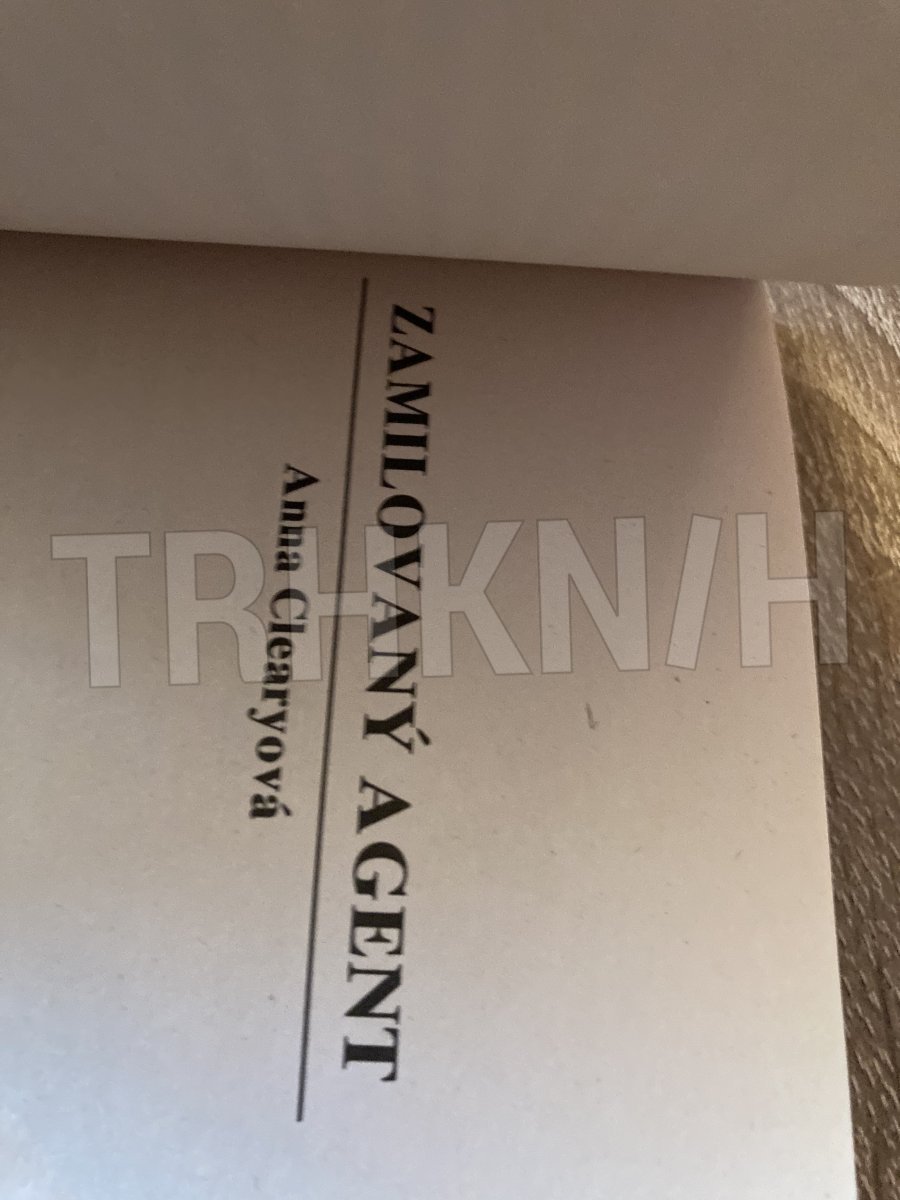 ZAMILOVANÝ AGENT
Anna Clearyová
TRHKNIH